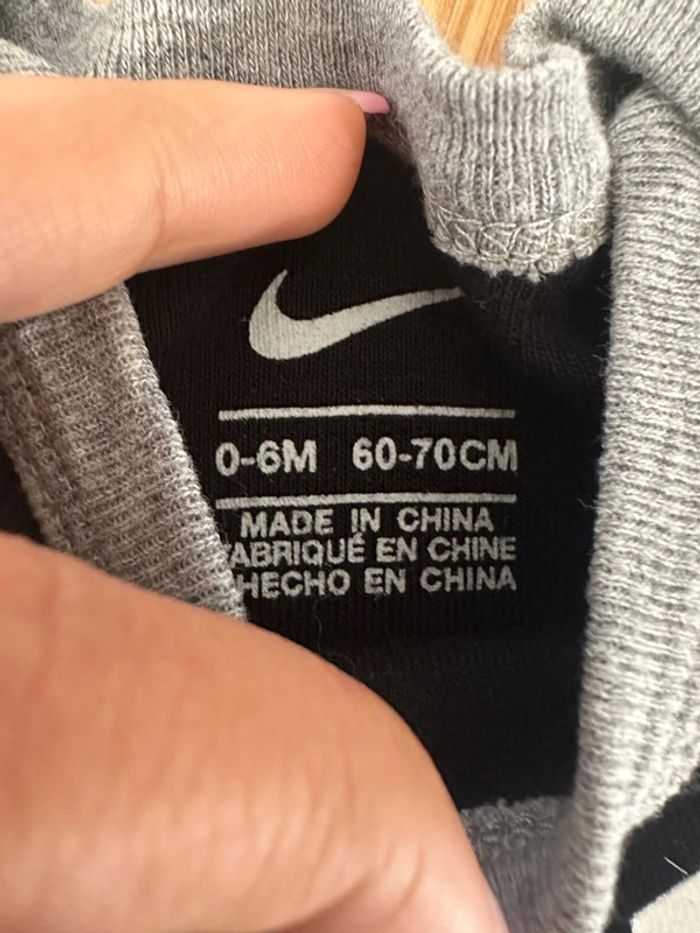 0-6M 60-70CM
MADE IN CHINA
FABRIQUÉ EN CHINE
HECHO EN CHINA